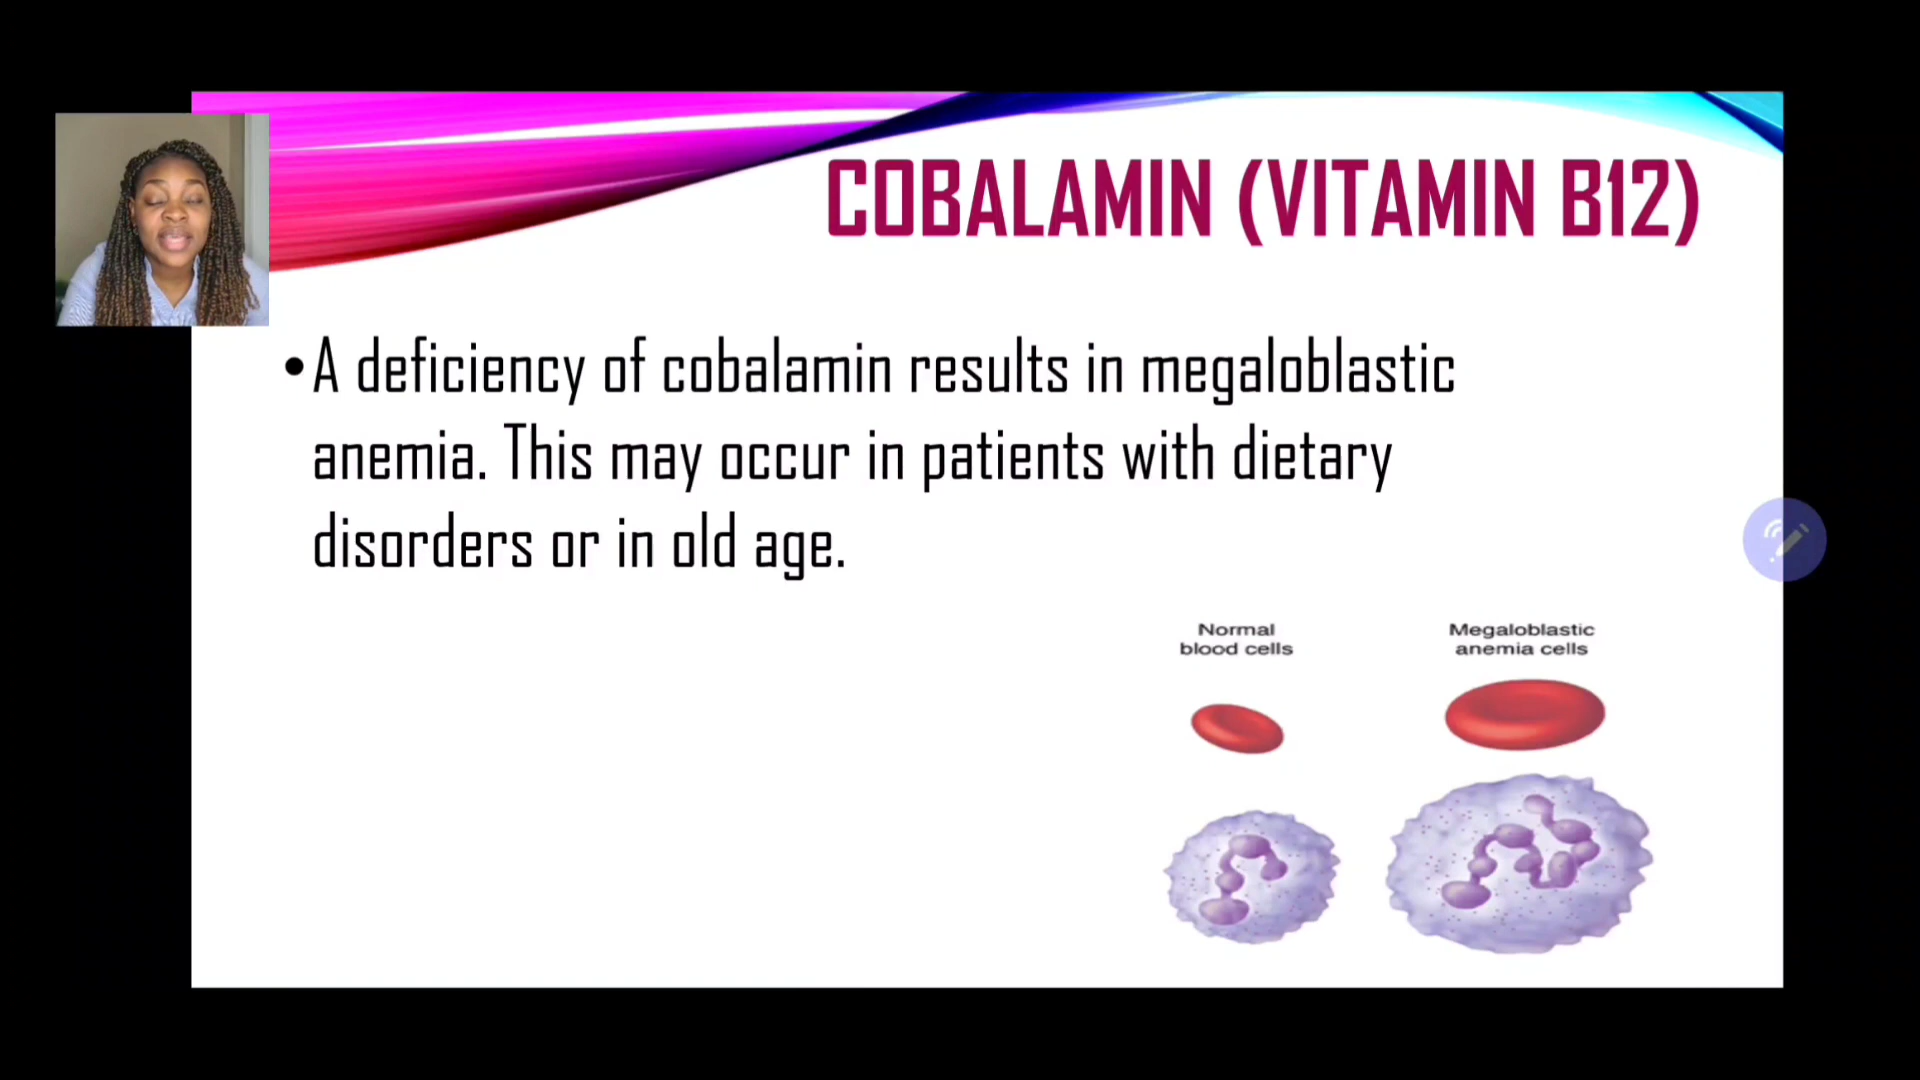 COBALAMIN (VITAMIN B12)
•A deficiency of cobalamin results in megaloblastic
anemia. This may occur in patients with dietary
disorders or in old age.
Normal
blood cells
Megaloblastic
anemia cells